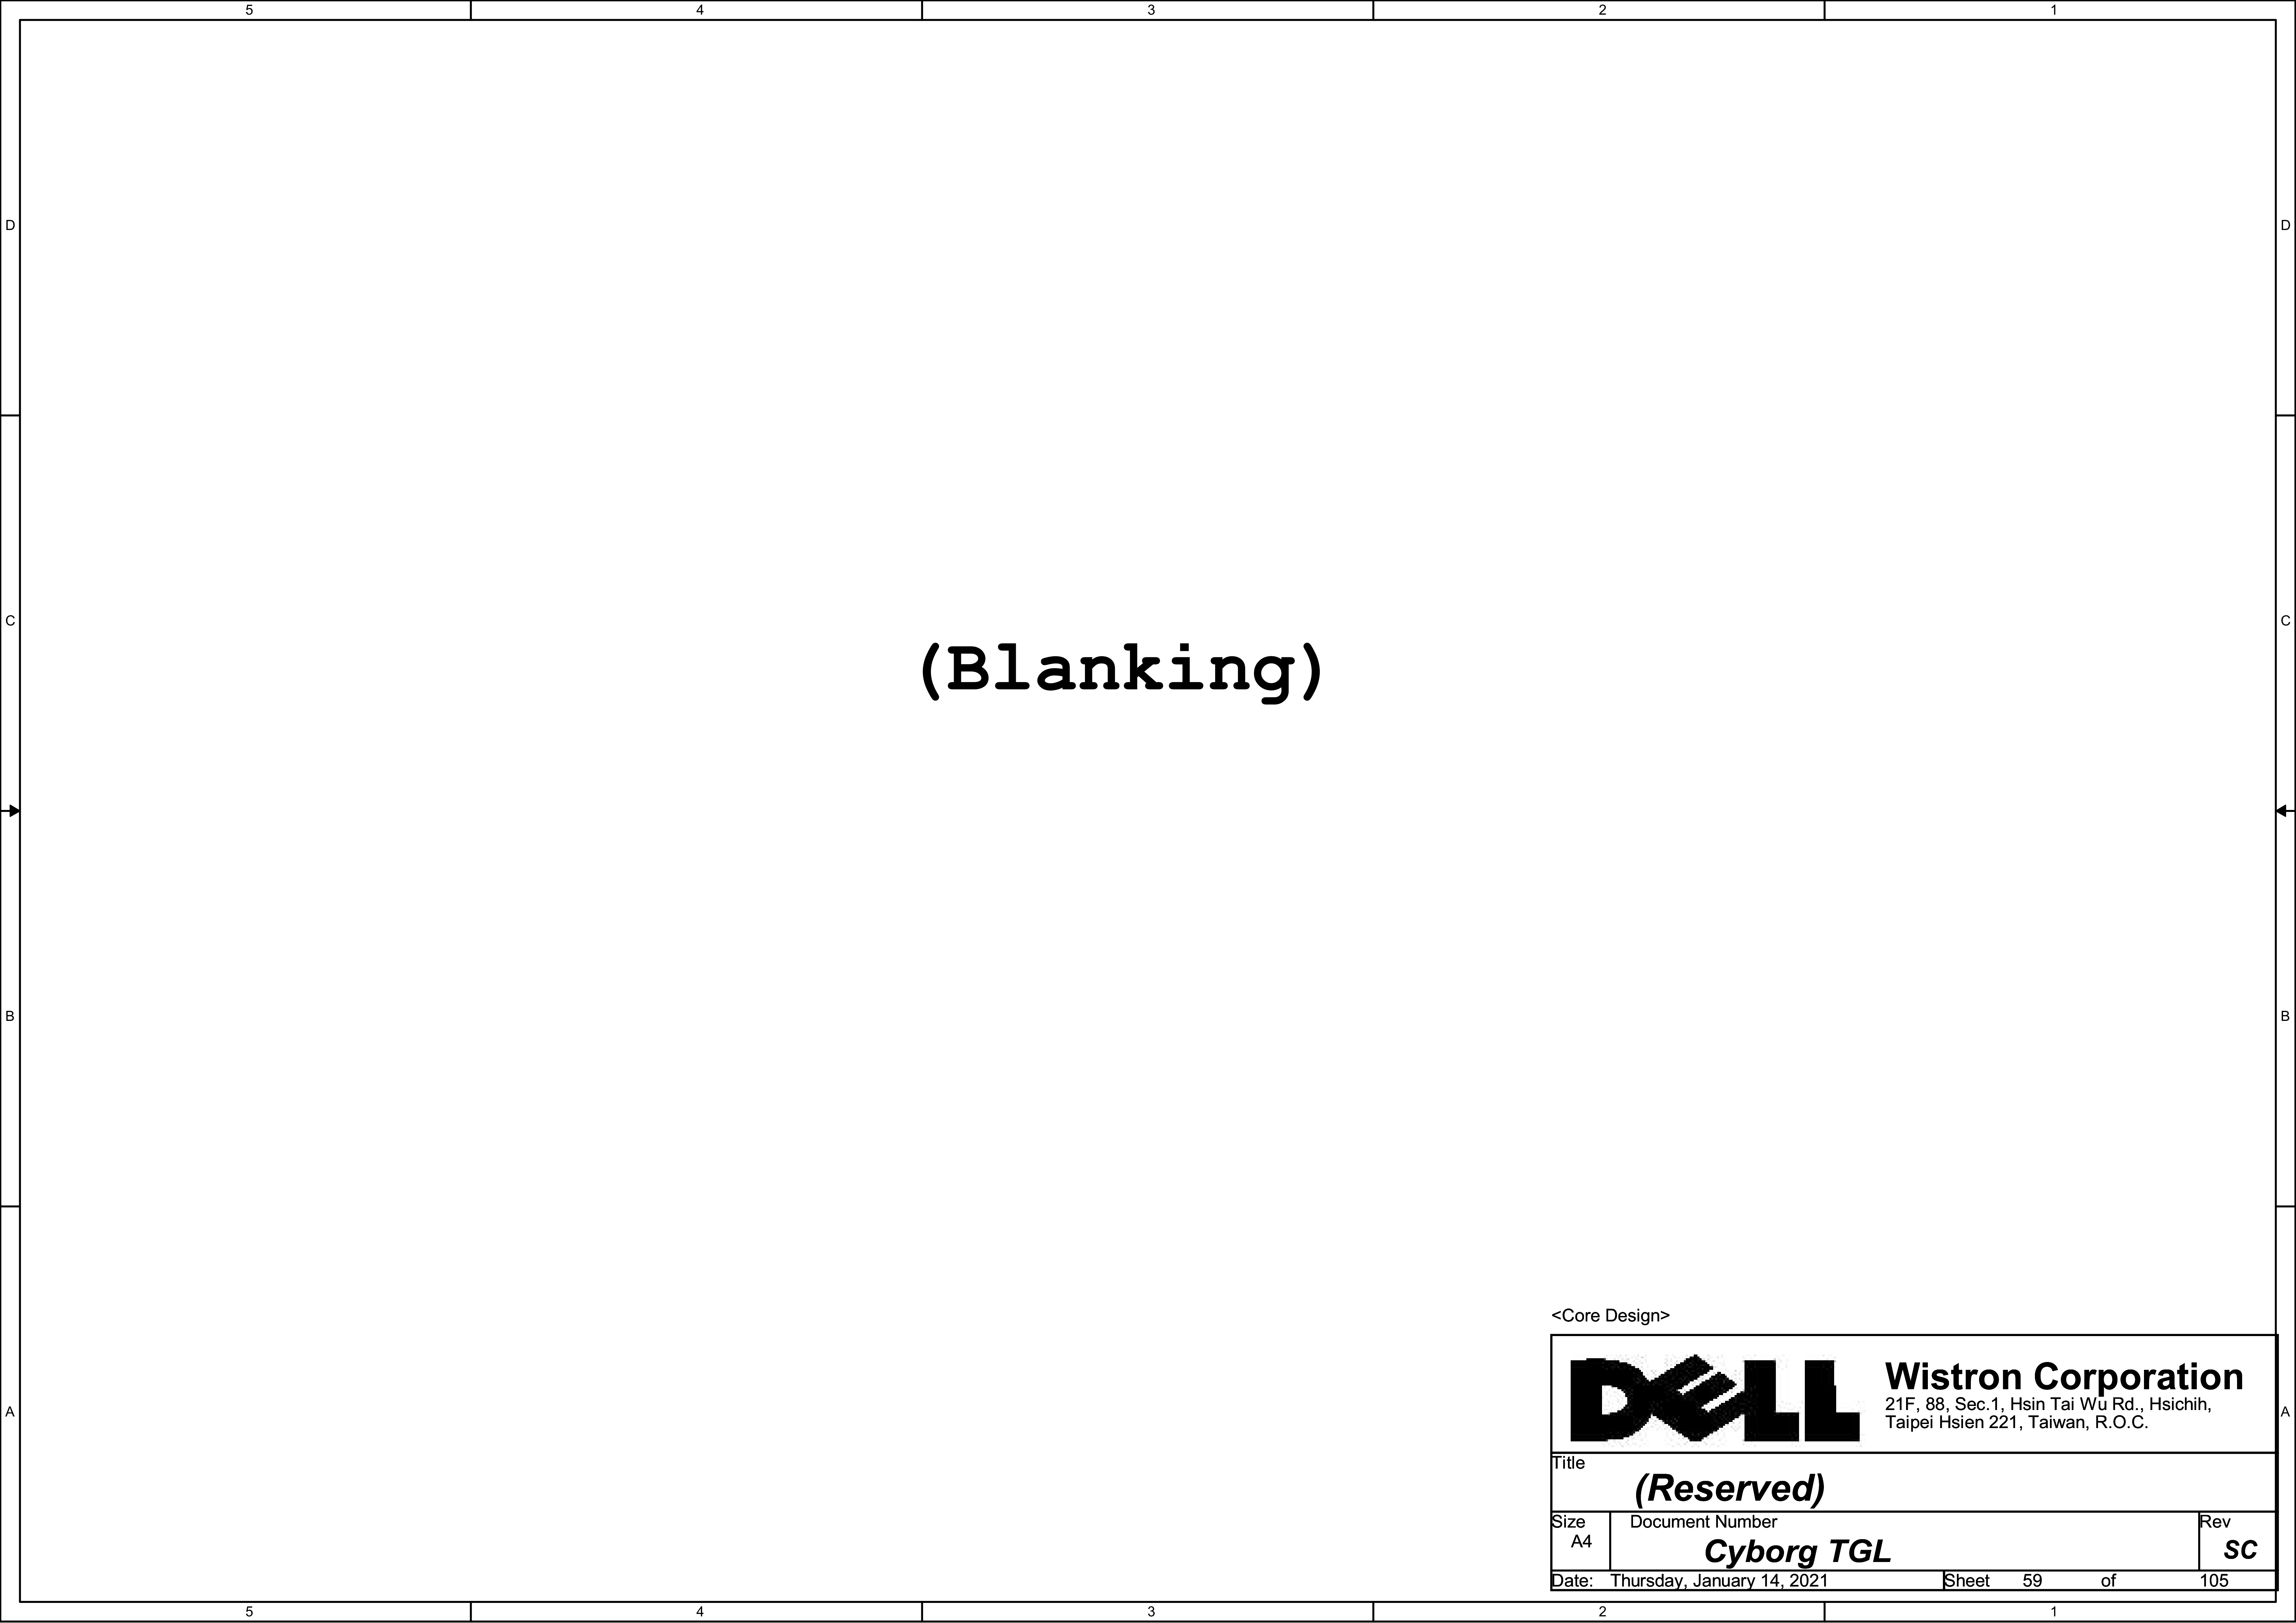 5 4 3 2 1
D D
C C
(Blanking)
B B
<Core Design>
A A
DELL
Wistron Corporation
21F, 88, Sec.1, Hsin Tai Wu Rd., Hsichih,
Taipei Hsien 221, Taiwan, R.O.C.
Title
(Reserved)
Size Document Number Rev
A4 Cyborg TGL SC
Date: Thursday, January 14, 2021 Sheet 59 of 105
5 4 3 2 1